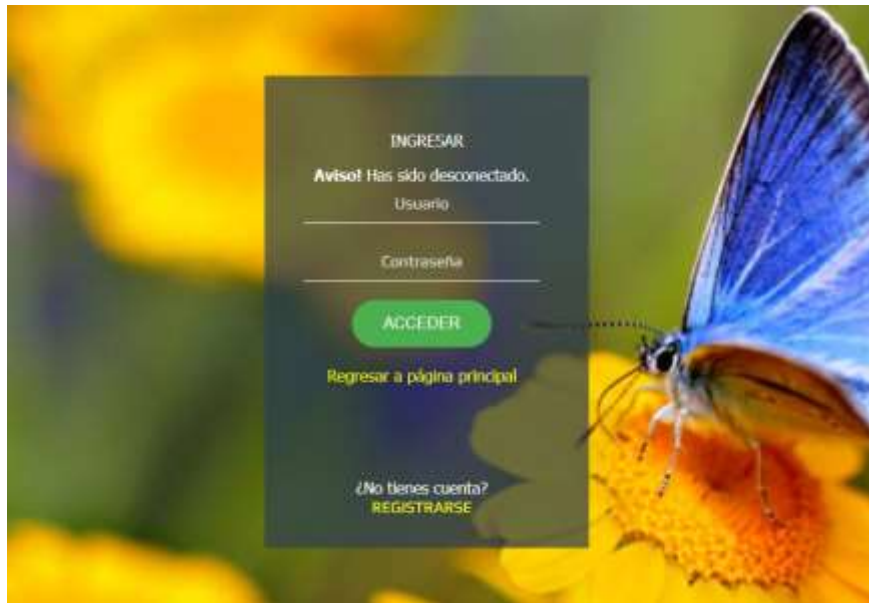 INGRESAR
Aviso! Has sido desconectado.
Usuario
Contraseña
ACCEDER
Regresar a página principal
¿No tienes cuenta?
REGISTRARSE